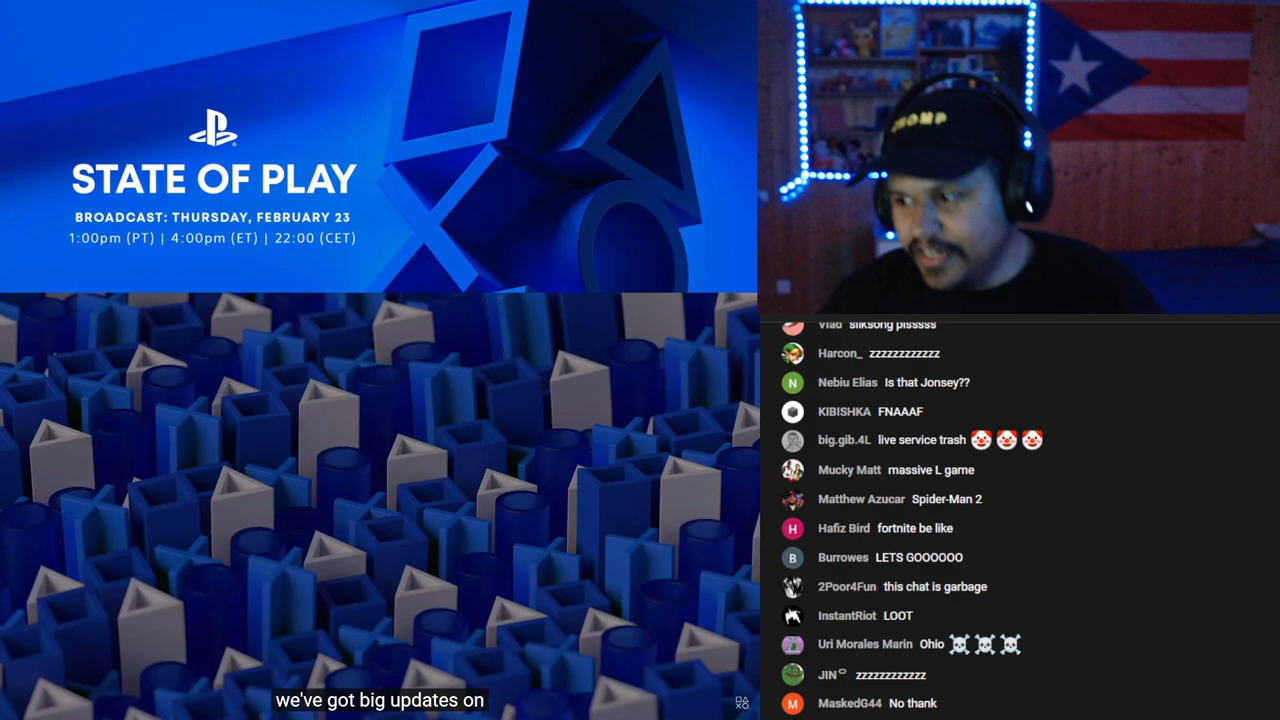 STATE OF PLAY
BROADCAST: THURSDAY, FEBRUARY 23
1:00pm (PT) | 4:00pm (ET) | 22:00 (CET)
we've got big updates on
Vlad silksong plsssss
Harcon_ zzzzzzzzzzzz
Nebiu Elias Is that Jonsey??
KIBISHKA FNAAAF
big.gib.4L live service trash 🤡 🤡 🤡
Mucky Matt massive L game
Matthew Azucar Spider-Man 2
Hafiz Bird fortnite be like
Burrowes LETS GOOOOOO
2Poor4Fun this chat is garbage
InstantRiot LOOT
Uri Morales Marin Ohio ☠️ ☠️ ☠️
JIN zzzzzzzzzzzz
MaskedG44 No thank